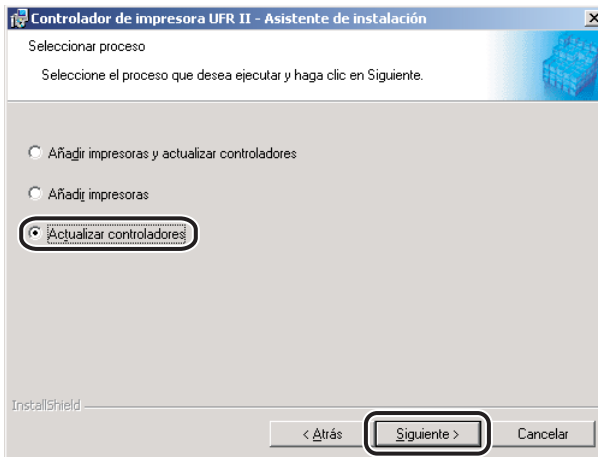 Controlador de impresora UFR II - Asistente de instalación
Seleccionar proceso
Seleccione el proceso que desea ejecutar y haga clic en Siguiente.
Añadir impresoras y actualizar controladores
Añadir impresoras
Actualizar controladores
InstallShield
< Atrás Siguiente > Cancelar